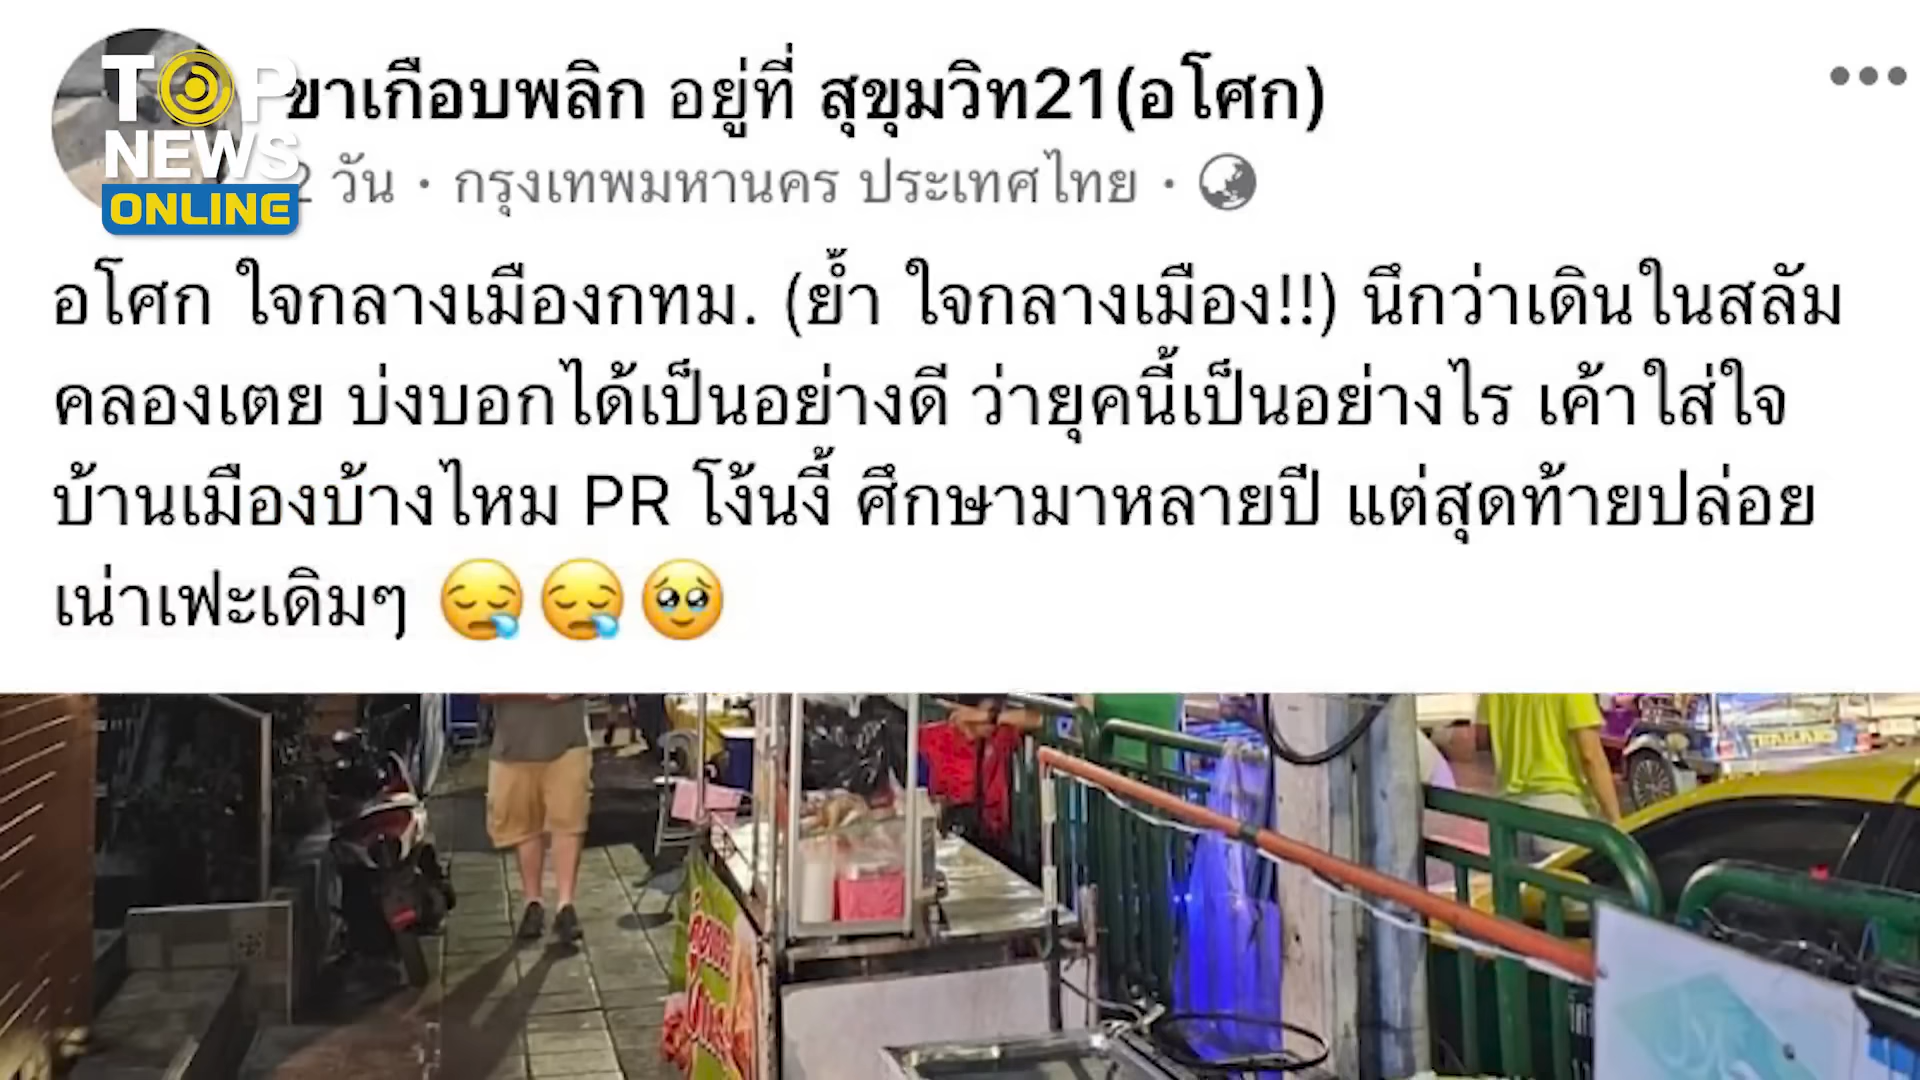 TOP
NEWS
ONLINE
ขาเกือบพลิก อยู่ที่ สุขุมวิท21(อโศก)
2 วัน · กรุงเทพมหานคร ประเทศไทย ·
อโศก ใจกลางเมืองกทม. (ย้ำ ใจกลางเมือง!!) นึกว่าเดินในสลัม
คลองเตย บ่งบอกได้เป็นอย่างดี ว่ายุคนี้เป็นอย่างไร เค้าใส่ใจ
บ้านเมืองบ้างไหม PR โง้นงี้ ศึกษามาหลายปี แต่สุดท้ายปล่อย
เน่าเฟะเดิมๆ 😪😪🥹
THAILAND